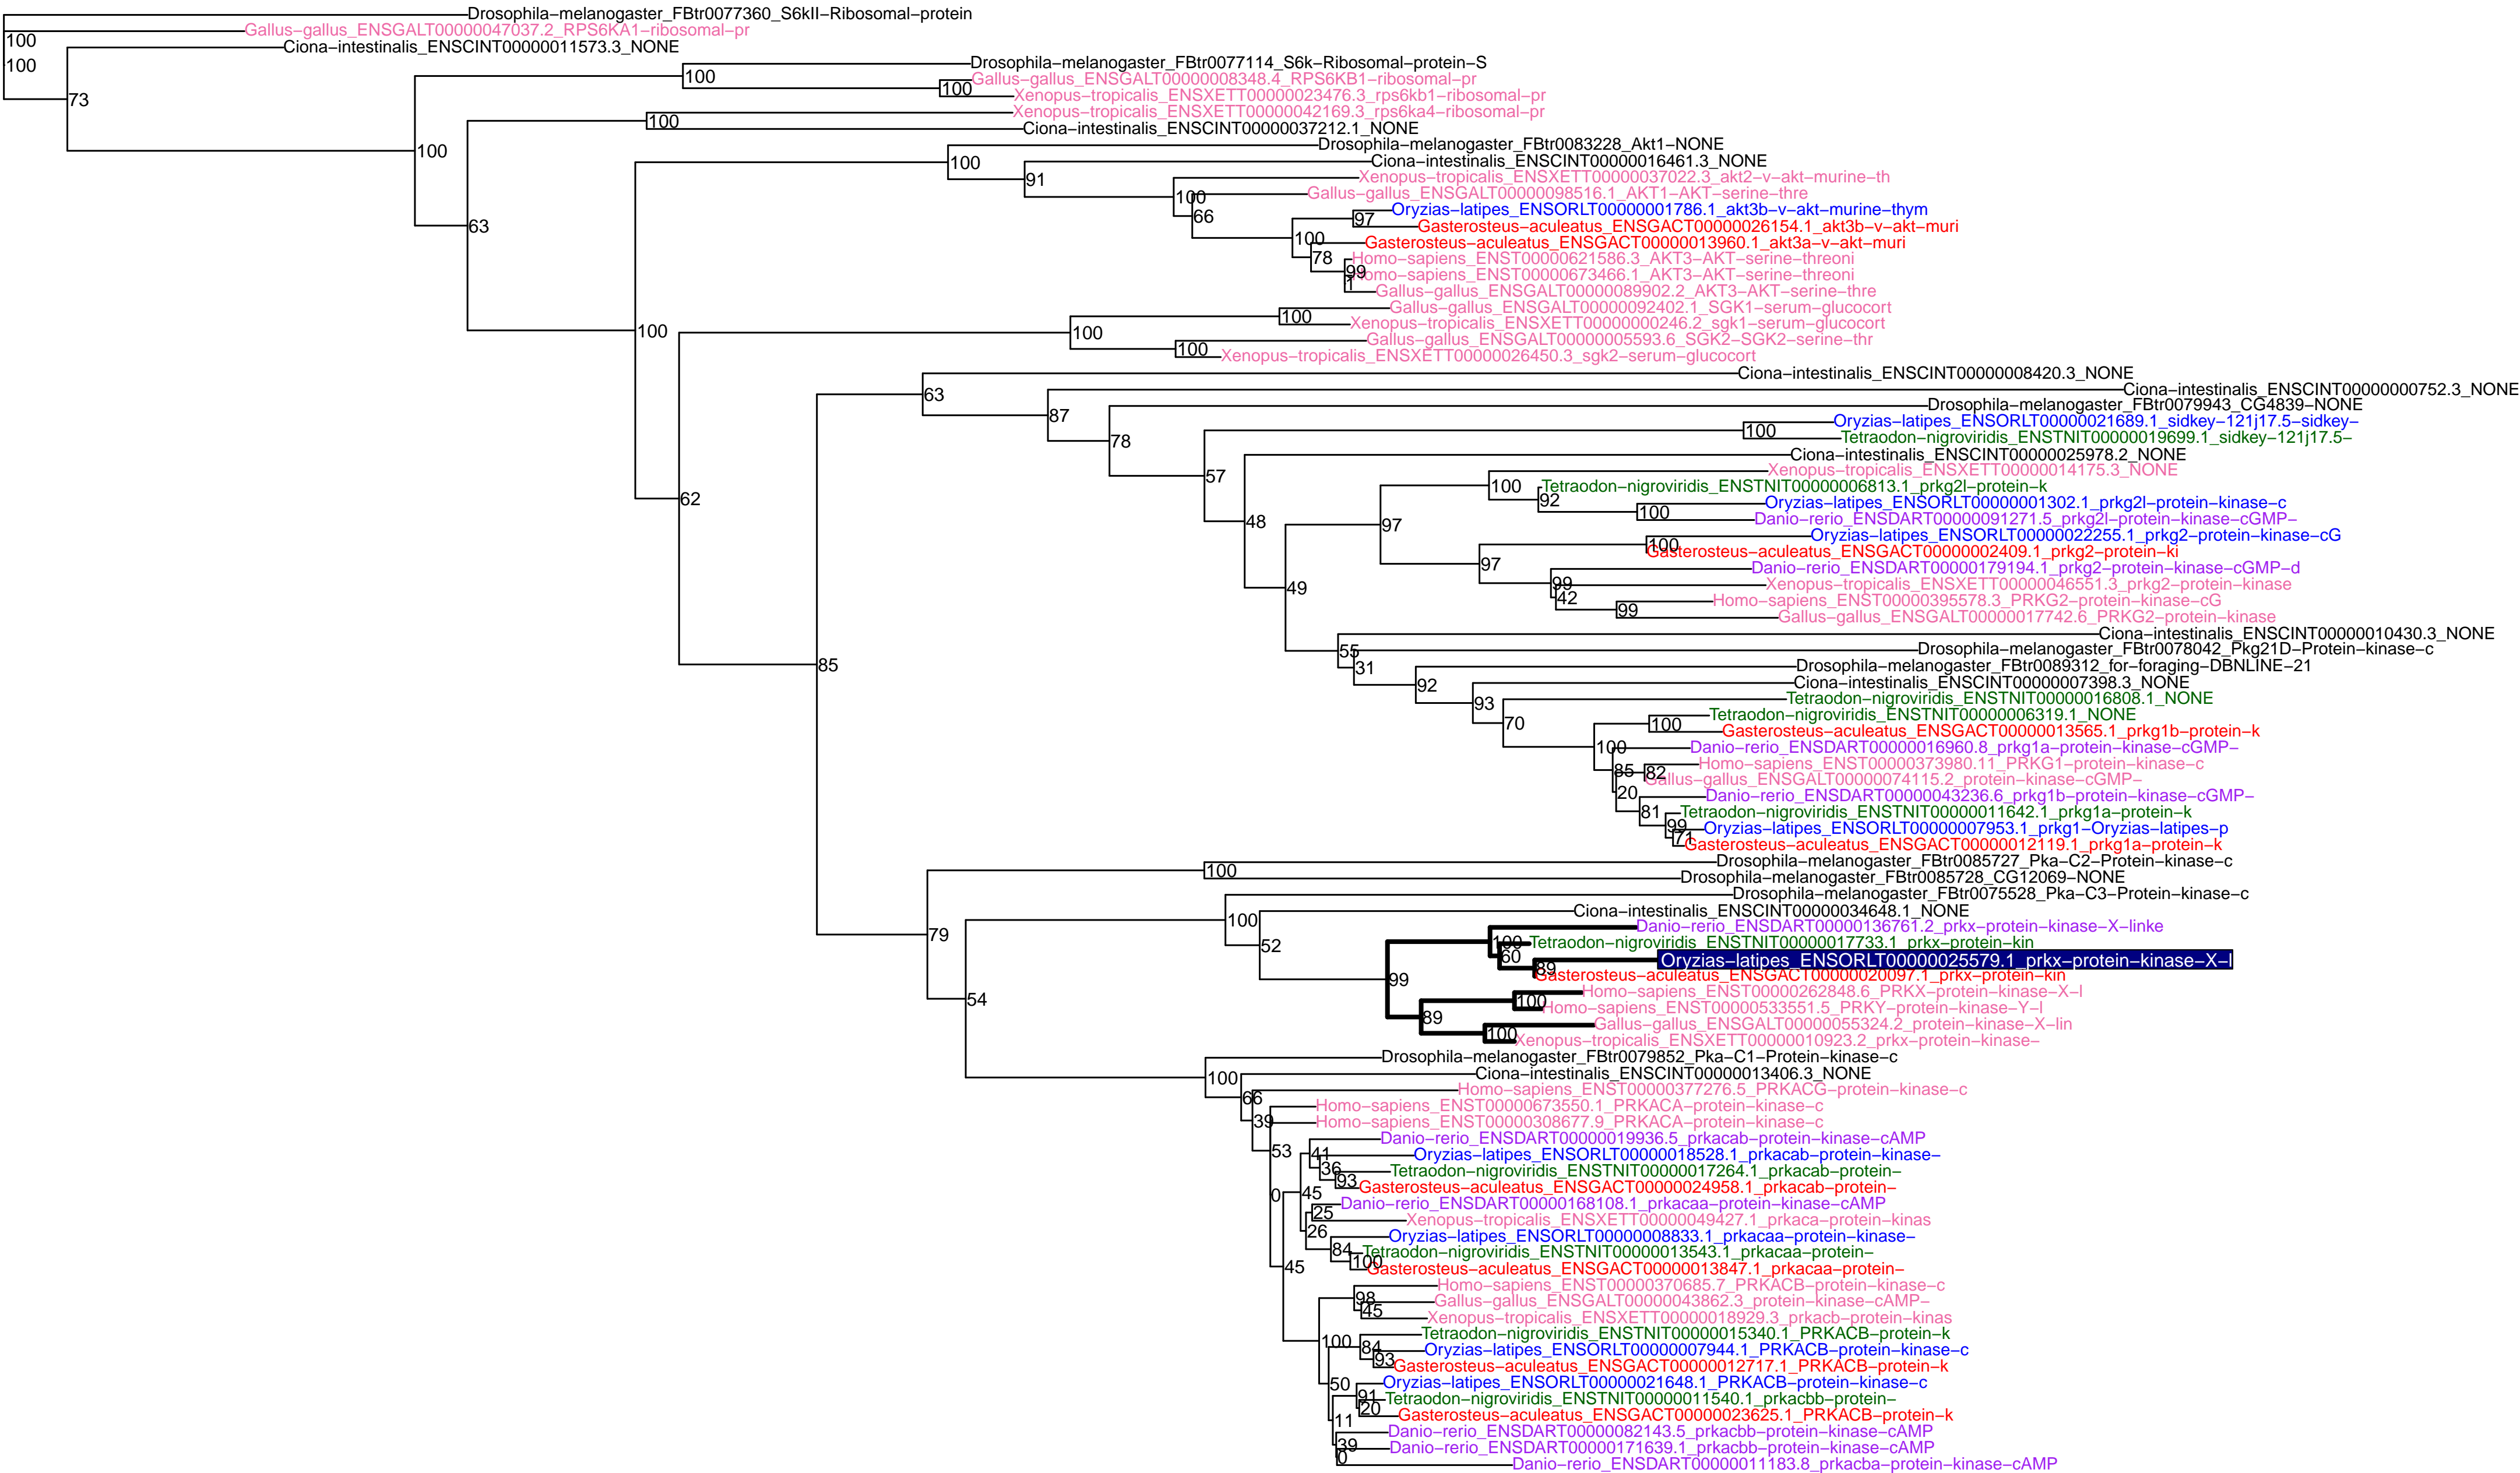 Drosophila−melanogaster_FBtr0077360_S6kII−Ribosomal−protein
Gallus−gallus_ENSGALT00000047037.2_RPS6KA1−ribosomal−pr
100
Ciona−intestinalis_ENSCINT00000011573.3_NONE
100
Drosophila−melanogaster_FBtr0077114_S6k−Ribosomal−protein−S
100
Gallus−gallus_ENSGALT00000008348.4_RPS6KB1−ribosomal−pr
100
Xenopus−tropicalis_ENSXETT00000023476.3_rps6kb1−ribosomal−pr
73
Xenopus−tropicalis_ENSXETT00000042169.3_rps6ka4−ribosomal−pr
100
Ciona−intestinalis_ENSCINT00000037212.1_NONE
Drosophila−melanogaster_FBtr0083228_Akt1−NONE
100
100
Ciona−intestinalis_ENSCINT00000016461.3_NONE
91
Xenopus−tropicalis_ENSXETT00000037022.3_akt2−v−akt−murine−th
100
Gallus−gallus_ENSGALT00000098516.1_AKT1−AKT−serine−thre
66
Oryzias−latipes_ENSORLT00000001786.1_akt3b−v−akt−murine−thym
97
63
Gasterosteus−aculeatus_ENSGACT00000026154.1_akt3b−v−akt−muri
100
Gasterosteus−aculeatus_ENSGACT00000013960.1_akt3a−v−akt−muri
78
Homo−sapiens_ENST00000621586.3_AKT3−AKT−serine−threoni
99
Homo−sapiens_ENST00000673466.1_AKT3−AKT−serine−threoni
1
Gallus−gallus_ENSGALT00000089902.2_AKT3−AKT−serine−thre
Gallus−gallus_ENSGALT00000092402.1_SGK1−serum−glucocort
100
Xenopus−tropicalis_ENSXETT00000000246.2_sgk1−serum−glucocort
100
100
Gallus−gallus_ENSGALT00000005593.6_SGK2−SGK2−serine−thr
100
Xenopus−tropicalis_ENSXETT00000026450.3_sgk2−serum−glucocort
Ciona−intestinalis_ENSCINT00000008420.3_NONE
63
Ciona−intestinalis_ENSCINT00000000752.3_NONE
87
Drosophila−melanogaster_FBtr0079943_CG4839−NONE
78
Oryzias−latipes_ENSORLT00000021689.1_sidkey−121j17.5−sidkey−
100
Tetraodon−nigroviridis_ENSTNIT00000019699.1_sidkey−121j17.5−
57
Ciona−intestinalis_ENSCINT00000025978.2_NONE
Xenopus−tropicalis_ENSXETT00000014175.3_NONE
100
Tetraodon−nigroviridis_ENSTNIT00000006813.1_prkg2l−protein−k
62
92
Oryzias−latipes_ENSORLT00000001302.1_prkg2l−protein−kinase−c
100
Danio−rerio_ENSDART00000091271.5_prkg2l−protein−kinase−cGMP−
48
97
Oryzias−latipes_ENSORLT00000022255.1_prkg2−protein−kinase−cG
100
Gasterosteus−aculeatus_ENSGACT00000002409.1_prkg2−protein−ki
97
Danio−rerio_ENSDART00000179194.1_prkg2−protein−kinase−cGMP−d
99
Xenopus−tropicalis_ENSXETT00000046551.3_prkg2−protein−kinase
49
42
Homo−sapiens_ENST00000395578.3_PRKG2−protein−kinase−cG
99
Gallus−gallus_ENSGALT00000017742.6_PRKG2−protein−kinase
Ciona−intestinalis_ENSCINT00000010430.3_NONE
55
Drosophila−melanogaster_FBtr0078042_Pkg21D−Protein−kinase−c
85
31
Drosophila−melanogaster_FBtr0089312_for−foraging−DBNLINE−21
92
Ciona−intestinalis_ENSCINT00000007398.3_NONE
93
Tetraodon−nigroviridis_ENSTNIT00000016808.1_NONE
70
Tetraodon−nigroviridis_ENSTNIT00000006319.1_NONE
100
Gasterosteus−aculeatus_ENSGACT00000013565.1_prkg1b−protein−k
100
Danio−rerio_ENSDART00000016960.8_prkg1a−protein−kinase−cGMP−
85
Homo−sapiens_ENST00000373980.11_PRKG1−protein−kinase−c
82
Gallus−gallus_ENSGALT00000074115.2_protein−kinase−cGMP−
20
Danio−rerio_ENSDART00000043236.6_prkg1b−protein−kinase−cGMP−
81
Tetraodon−nigroviridis_ENSTNIT00000011642.1_prkg1a−protein−k
99
Oryzias−latipes_ENSORLT00000007953.1_prkg1−Oryzias−latipes−p
71
Gasterosteus−aculeatus_ENSGACT00000012119.1_prkg1a−protein−k
Drosophila−melanogaster_FBtr0085727_Pka−C2−Protein−kinase−c
100
Drosophila−melanogaster_FBtr0085728_CG12069−NONE
Drosophila−melanogaster_FBtr0075528_Pka−C3−Protein−kinase−c
79
100
Ciona−intestinalis_ENSCINT00000034648.1_NONE
52
Danio−rerio_ENSDART00000136761.2_prkx−protein−kinase−X−linke
100
Tetraodon−nigroviridis_ENSTNIT00000017733.1_prkx−protein−kin
60
Oryzias−latipes_ENSORLT00000025579.1_prkx−protein−kinase−X−l
89
Gasterosteus−aculeatus_ENSGACT00000020097.1_prkx−protein−kin
99
54
Homo−sapiens_ENST00000262848.6_PRKX−protein−kinase−X−l
100
Homo−sapiens_ENST00000533551.5_PRKY−protein−kinase−Y−l
89
Gallus−gallus_ENSGALT00000055324.2_protein−kinase−X−lin
100
Xenopus−tropicalis_ENSXETT00000010923.2_prkx−protein−kinase−
Drosophila−melanogaster_FBtr0079852_Pka−C1−Protein−kinase−c
100
Ciona−intestinalis_ENSCINT00000013406.3_NONE
66
Homo−sapiens_ENST00000377276.5_PRKACG−protein−kinase−c
39
Homo−sapiens_ENST00000673550.1_PRKACA−protein−kinase−c
Homo−sapiens_ENST00000308677.9_PRKACA−protein−kinase−c
53
Danio−rerio_ENSDART00000019936.5_prkacab−protein−kinase−cAMP
41
Oryzias−latipes_ENSORLT00000018528.1_prkacab−protein−kinase−
36
Tetraodon−nigroviridis_ENSTNIT00000017264.1_prkacab−protein−
93
Gasterosteus−aculeatus_ENSGACT00000024958.1_prkacab−protein−
0
45
Danio−rerio_ENSDART00000168108.1_prkacaa−protein−kinase−cAMP
25
Xenopus−tropicalis_ENSXETT00000049427.1_prkaca−protein−kinas
26
Oryzias−latipes_ENSORLT00000008833.1_prkacaa−protein−kinase−
84
Tetraodon−nigroviridis_ENSTNIT00000013543.1_prkacaa−protein−
100
Gasterosteus−aculeatus_ENSGACT00000013847.1_prkacaa−protein−
45
Homo−sapiens_ENST00000370685.7_PRKACB−protein−kinase−c
98
Gallus−gallus_ENSGALT00000043862.3_protein−kinase−cAMP−
45
Xenopus−tropicalis_ENSXETT00000018929.3_prkacb−protein−kinas
100
Tetraodon−nigroviridis_ENSTNIT00000015340.1_PRKACB−protein−k
84
Oryzias−latipes_ENSORLT00000007944.1_PRKACB−protein−kinase−c
93
Gasterosteus−aculeatus_ENSGACT00000012717.1_PRKACB−protein−k
50
Oryzias−latipes_ENSORLT00000021648.1_PRKACB−protein−kinase−c
91
Tetraodon−nigroviridis_ENSTNIT00000011540.1_prkacbb−protein−
20
Gasterosteus−aculeatus_ENSGACT00000023625.1_PRKACB−protein−k
11
Danio−rerio_ENSDART00000082143.5_prkacbb−protein−kinase−cAMP
39
Danio−rerio_ENSDART00000171639.1_prkacbb−protein−kinase−cAMP
0
Danio−rerio_ENSDART00000011183.8_prkacba−protein−kinase−cAMP